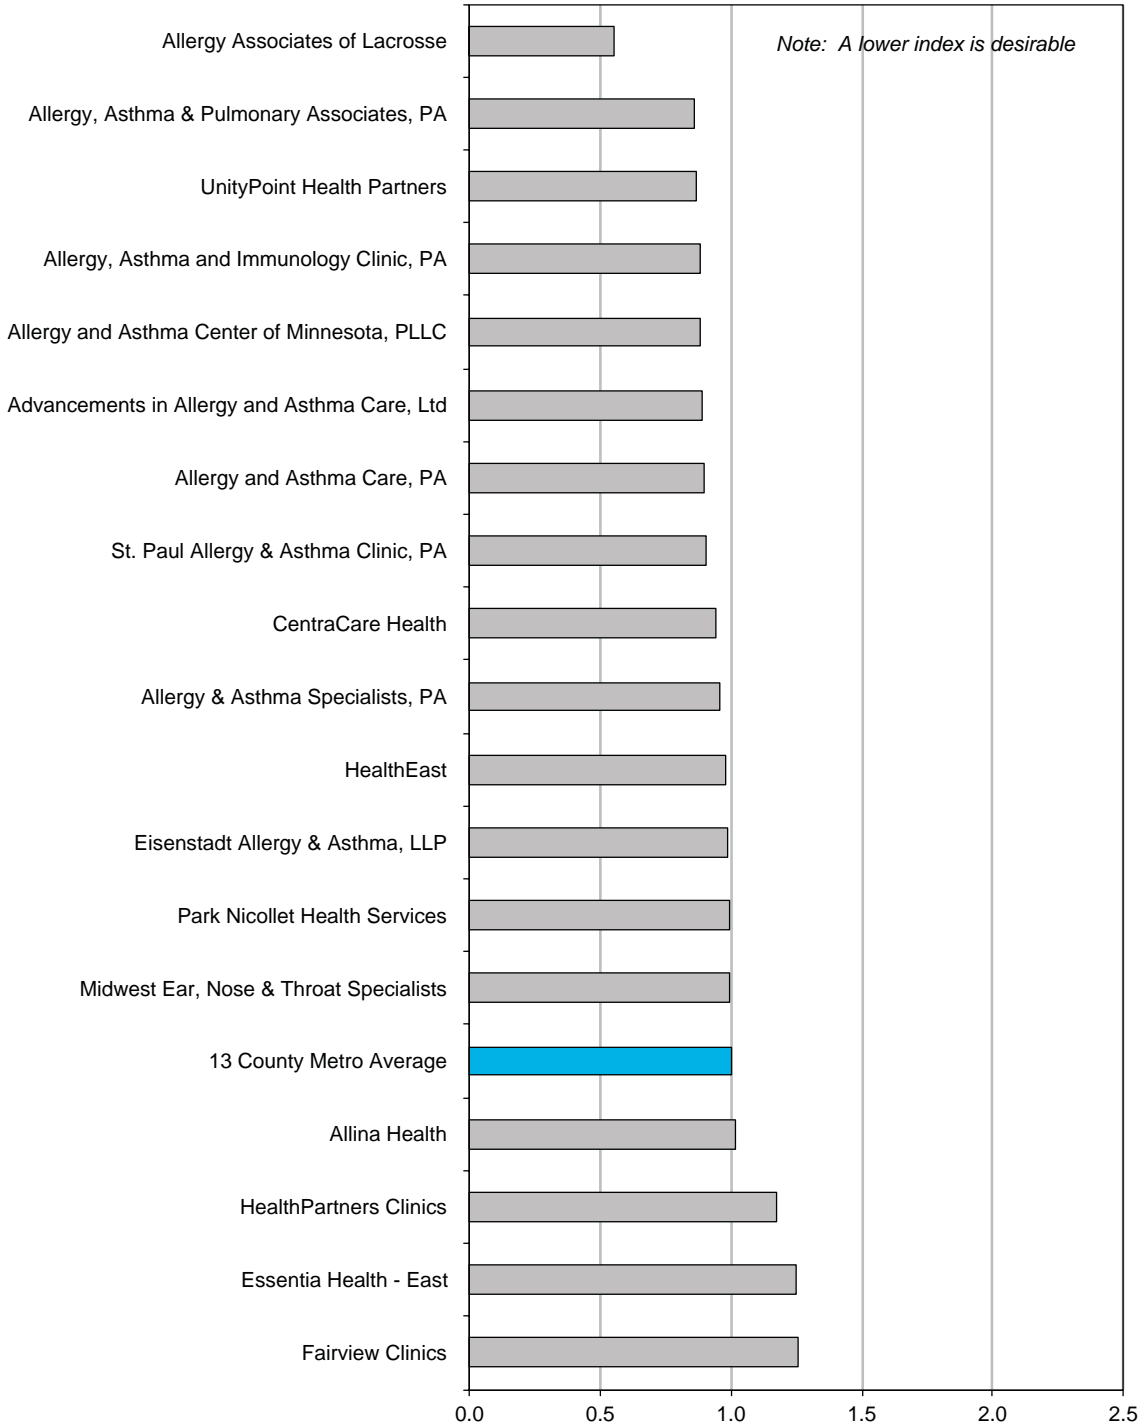 Allergy Associates of Lacrosse
Note:  A lower index is desirable
Allergy, Asthma & Pulmonary Associates, PA
UnityPoint Health Partners
Allergy, Asthma and Immunology Clinic, PA
Allergy and Asthma Center of Minnesota, PLLC
Advancements in Allergy and Asthma Care, Ltd
Allergy and Asthma Care, PA
St. Paul Allergy & Asthma Clinic, PA
CentraCare Health
Allergy & Asthma Specialists, PA
HealthEast
Eisenstadt Allergy & Asthma, LLP
Park Nicollet Health Services
Midwest Ear, Nose & Throat Specialists
13 County Metro Average
Allina Health
HealthPartners Clinics
Essentia Health - East
Fairview Clinics
0.0 0.5 1.0 1.5 2.0 2.5